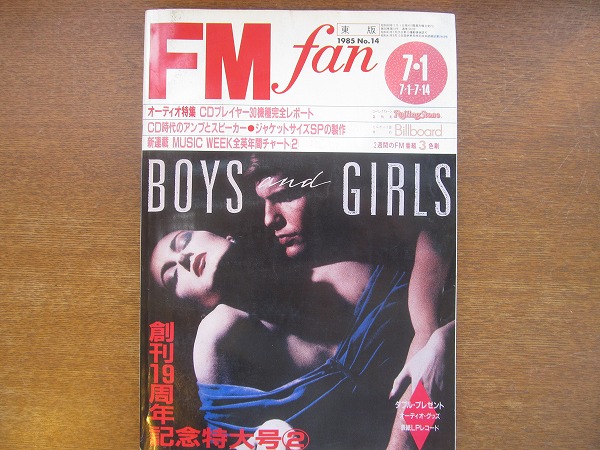 東版
1985 No.14
FM fan
7・1
7・1-7・14
オーディオ特集 CDプレイヤー30機種完全レポート
CD時代のアンプとスピーカー●ジャケットサイズSPの製作
新連載 MUSIC WEEK全英年間チャート2
RollingStone
Billboard
2週間のFM番組3色刷
BOYS and GIRLS
創刊19周年
記念特大号②
ダブル・プレゼント
オーディオ・グッズ
表紙LPレコード